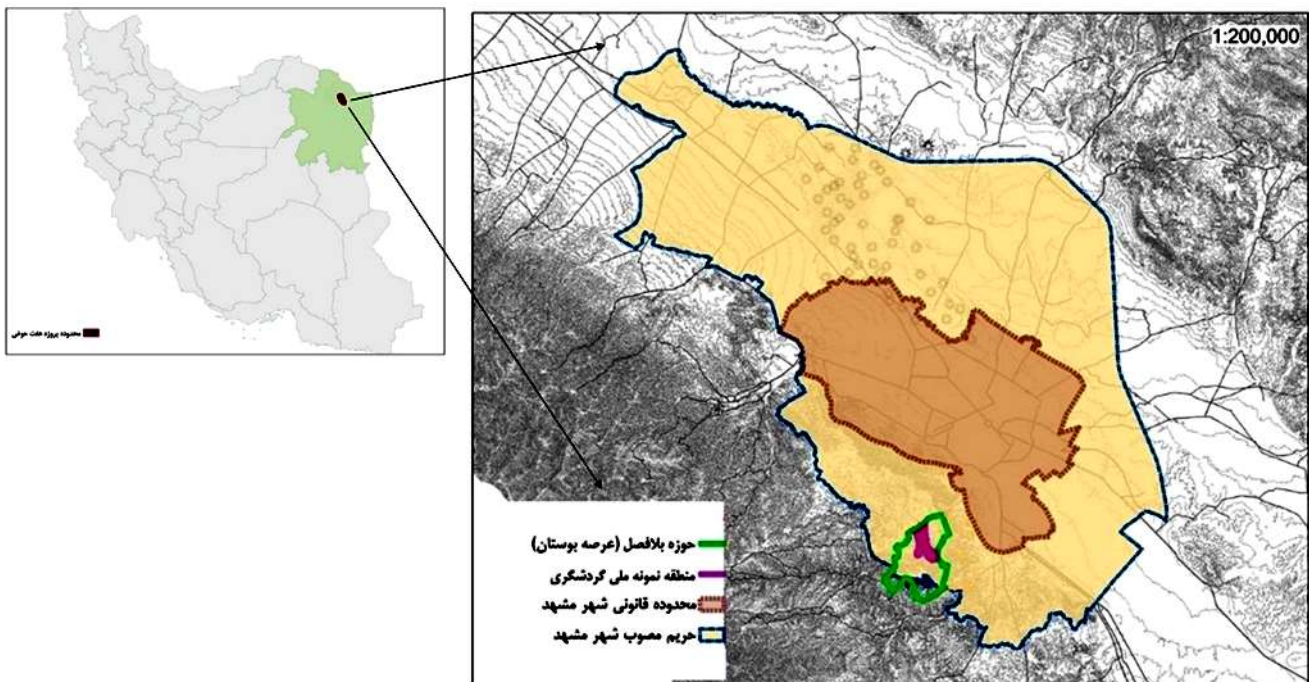 1:200,000
محدوده پروژه هفت حوض
حوزه بلافصل (عرصه بوستان)
منطقه نمونه ملی گردشگری
محدوده قانونی شهر مشهد
حریم مصوب شهر مشهد